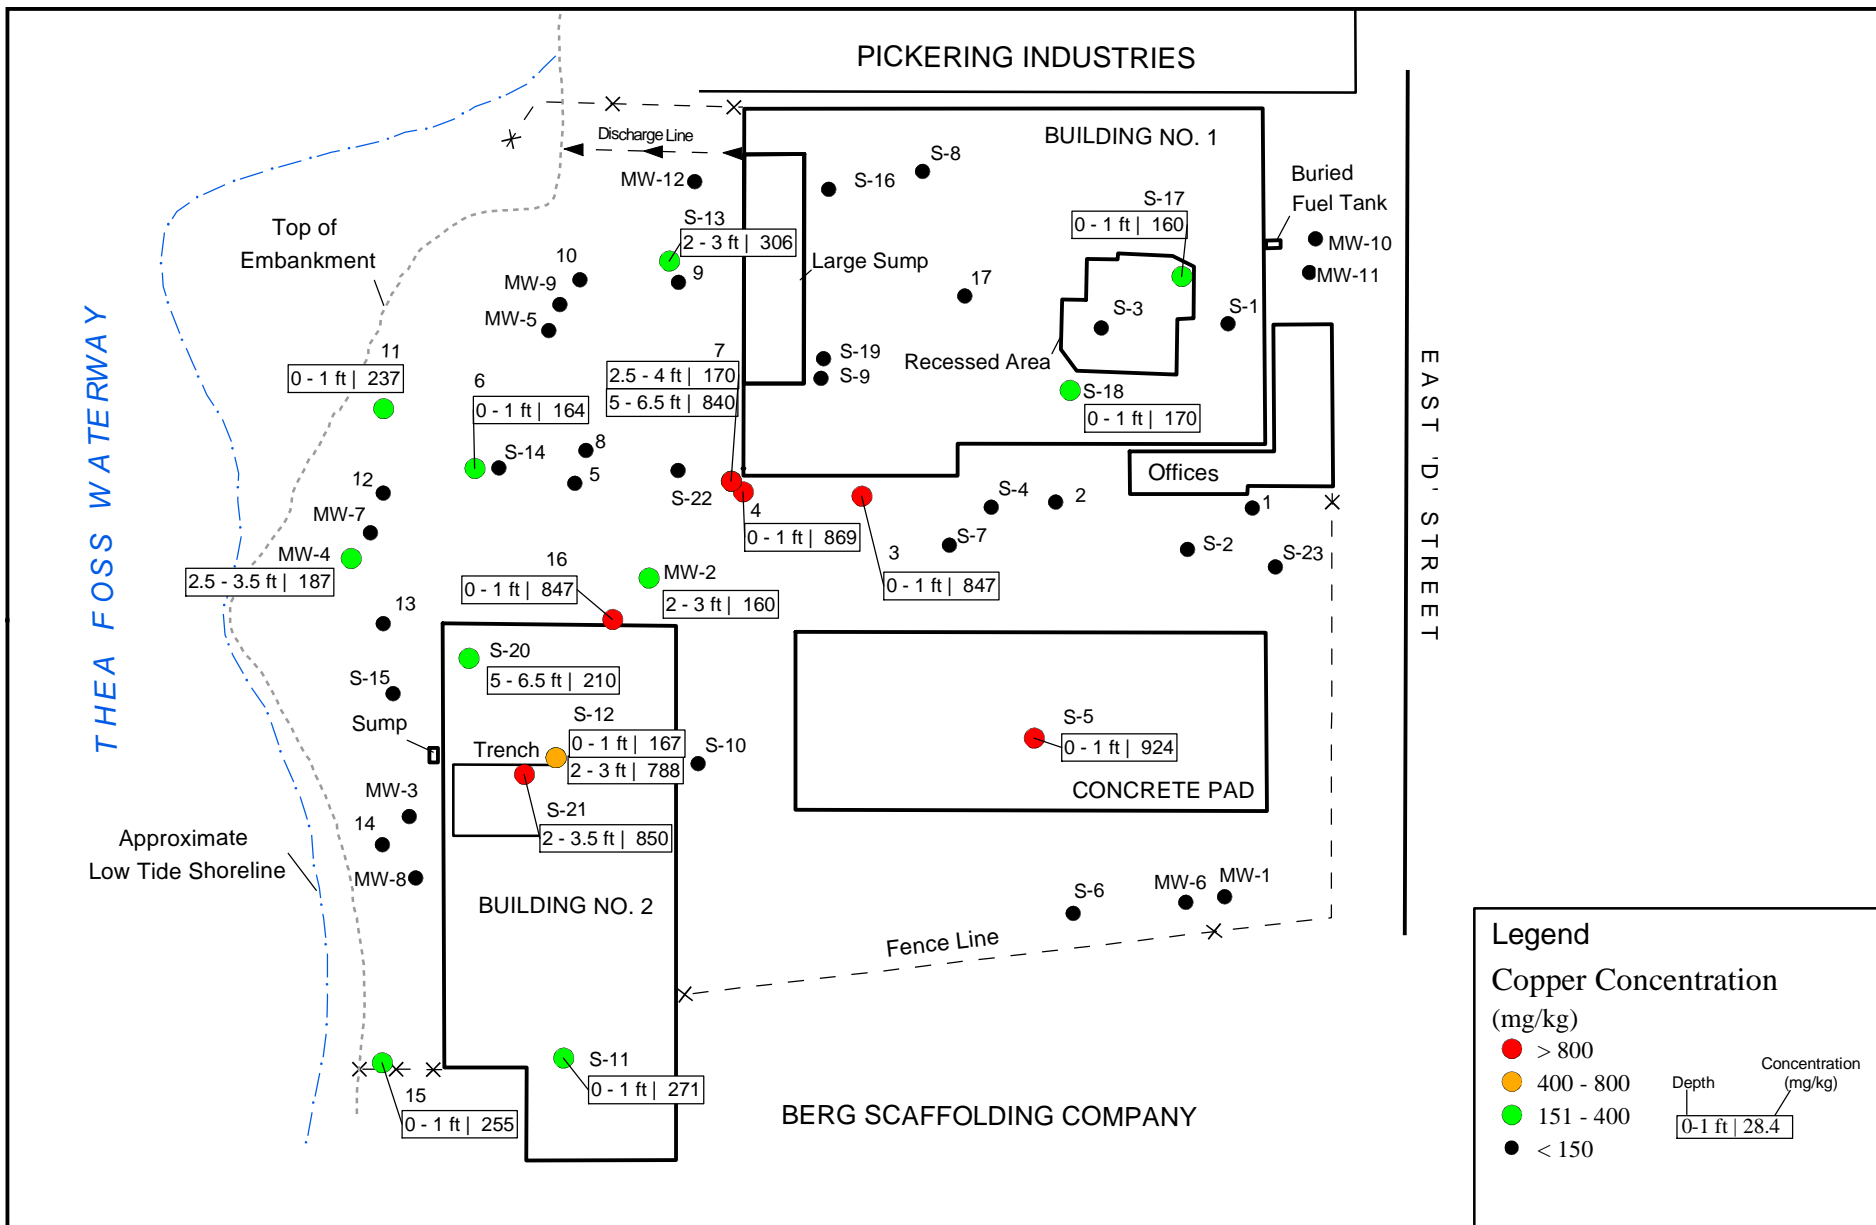 PICKERING INDUSTRIES
BUILDING NO. 1
Discharge Line
MW-12
S-16
S-8
S-17
0 - 1 ft | 160
Buried
Fuel Tank
MW-10
MW-11
S-13
2 - 3 ft | 306
Top of
Embankment
10
9
MW-9
MW-5
Large Sump
17
S-3
S-1
Recessed Area
S-19
S-9
S-18
0 - 1 ft | 170
11
0 - 1 ft | 237
6
0 - 1 ft | 164
7
2.5 - 4 ft | 170
5 - 6.5 ft | 840
THEA FOSS WATERWAY
EAST 'D' STREET
S-14
8
5
S-22
4
0 - 1 ft | 869
3
0 - 1 ft | 847
S-4
2
S-7
Offices
1
S-2
S-23
12
MW-7
MW-4
2.5 - 3.5 ft | 187
16
0 - 1 ft | 847
MW-2
2 - 3 ft | 160
13
S-20
5 - 6.5 ft | 210
S-15
Sump
S-12
0 - 1 ft | 167
2 - 3 ft | 788
Trench
S-10
S-5
0 - 1 ft | 924
CONCRETE PAD
MW-3
14
MW-8
S-21
2 - 3.5 ft | 850
Approximate
Low Tide Shoreline
BUILDING NO. 2
S-6
MW-6
MW-1
Fence Line
S-11
0 - 1 ft | 271
15
0 - 1 ft | 255
BERG SCAFFOLDING COMPANY
Legend
Copper Concentration
(mg/kg)
> 800
400 - 800
151 - 400
< 150
Depth
Concentration
(mg/kg)
0-1 ft | 28.4